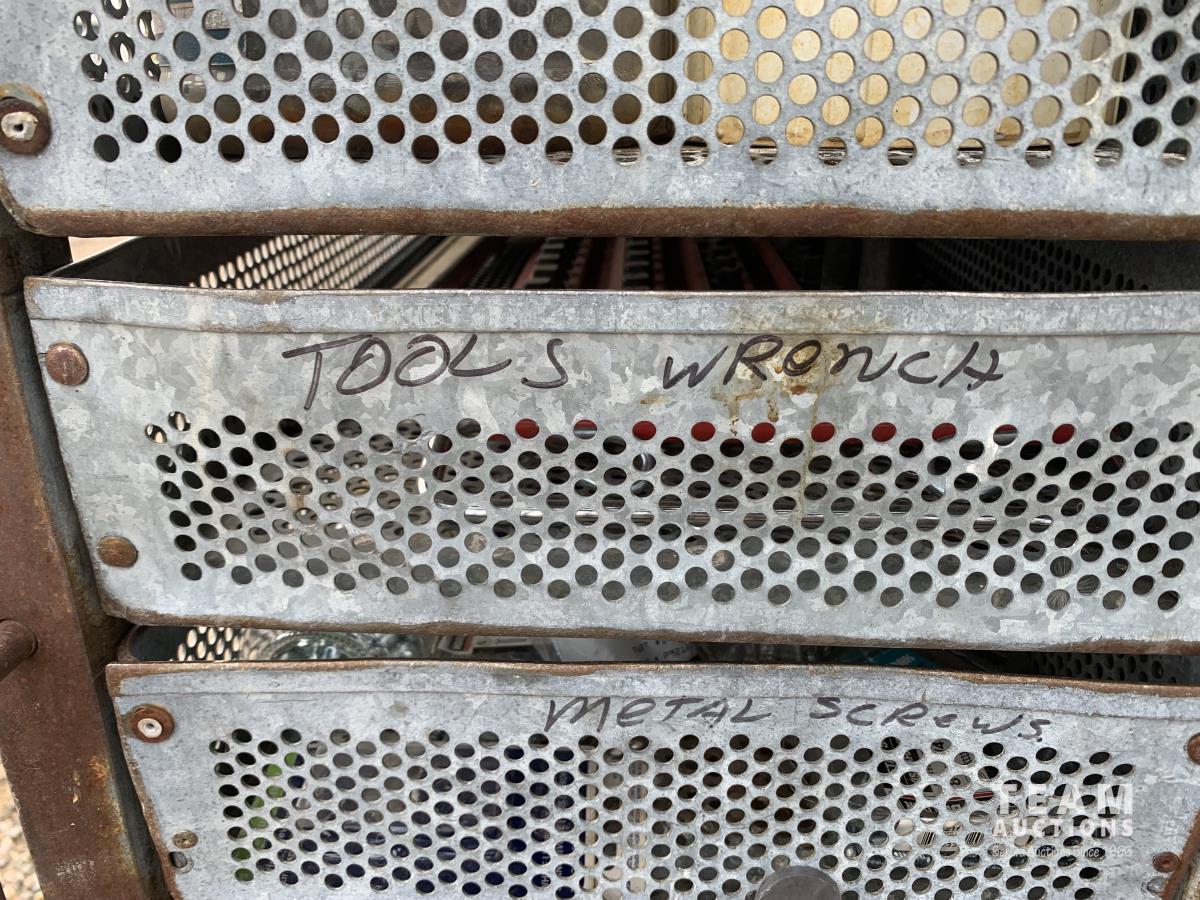 TOOLS WRENCH
METAL SCREWS
TEAM
AUCTIONS